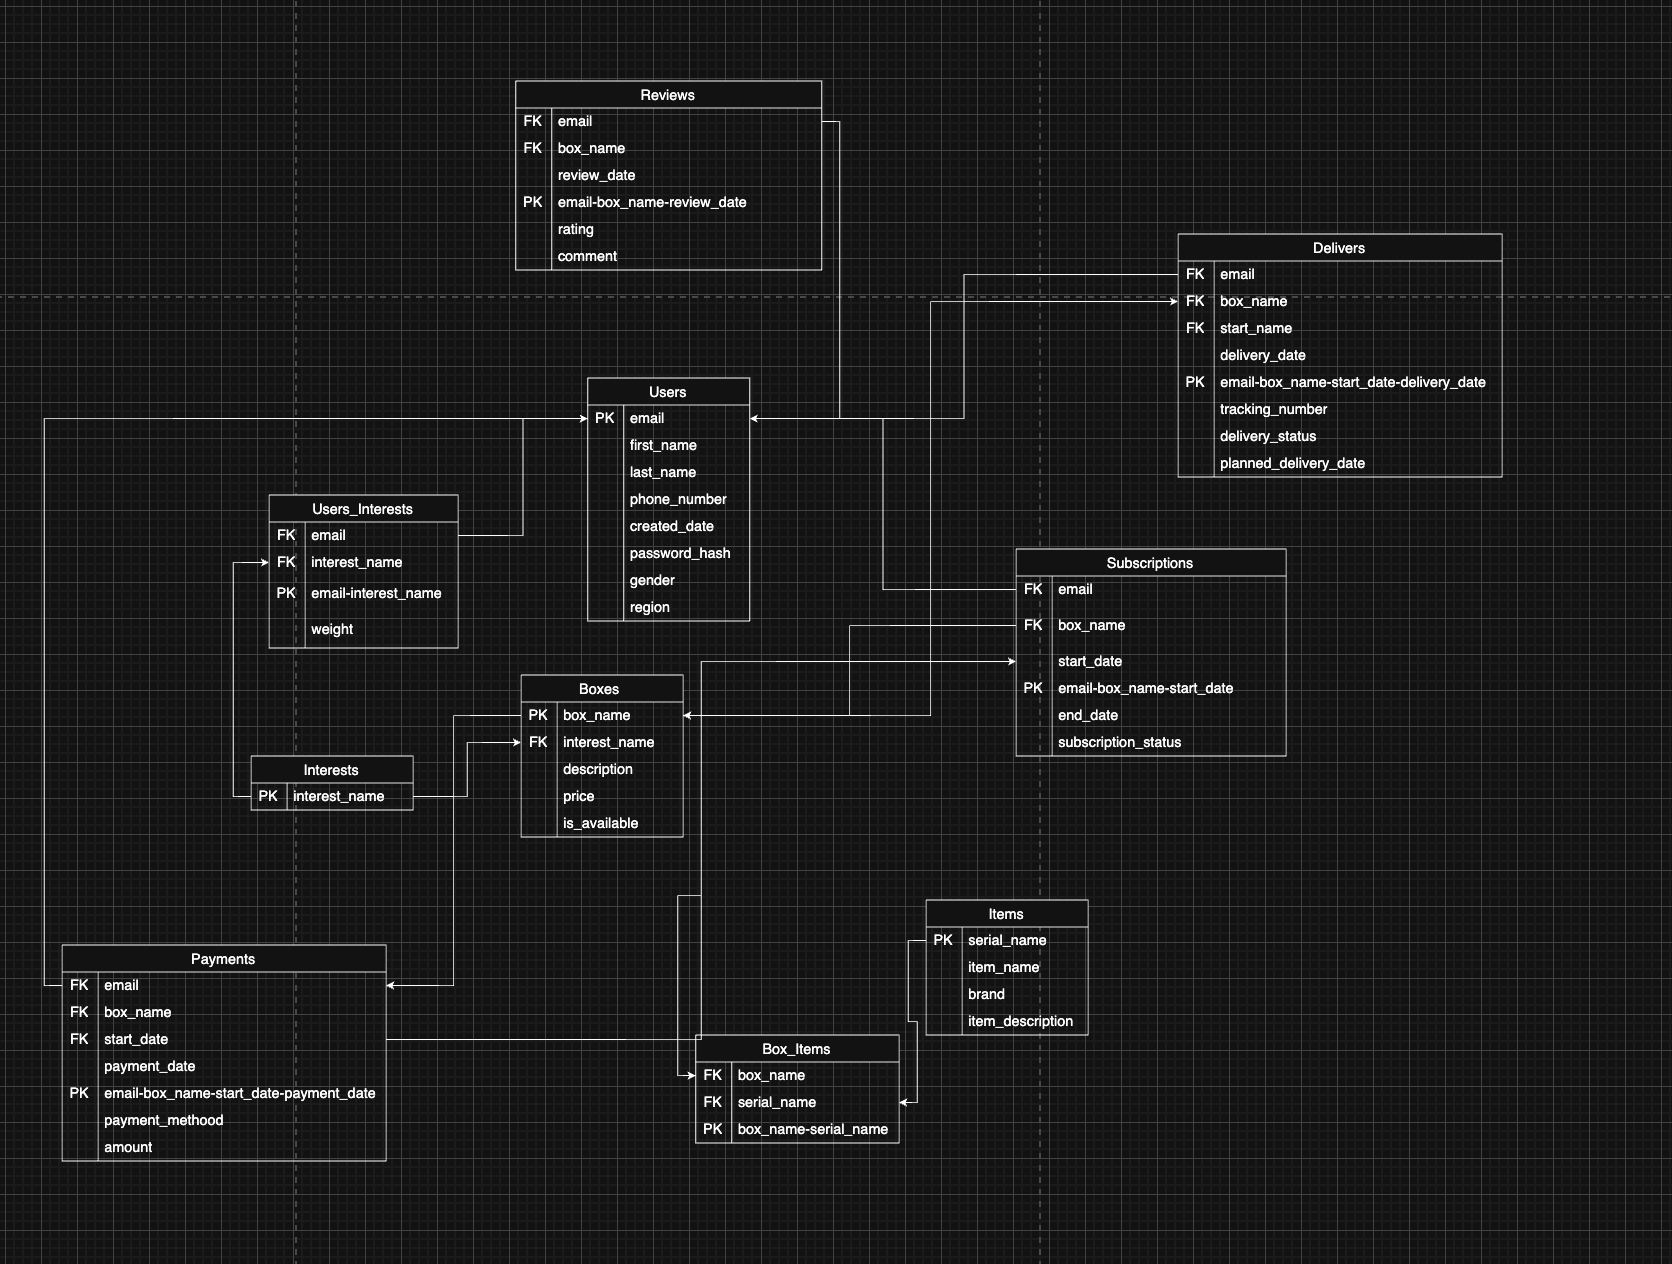 Reviews
FK email
FK box_name
review_date
PK email-box_name-review_date
rating
comment
Delivers
FK email
FK box_name
FK start_name
delivery_date
PK email-box_name-start_date-delivery_date
tracking_number
delivery_status
planned_delivery_date
Users
PK email
first_name
last_name
phone_number
created_date
password_hash
gender
region
Users_Interests
FK email
FK interest_name
PK email-interest_name
weight
Subscriptions
FK email
FK box_name
start_date
PK email-box_name-start_date
end_date
subscription_status
Boxes
PK box_name
FK interest_name
description
price
is_available
Interests
PK interest_name
Items
PK serial_name
item_name
brand
item_description
Payments
FK email
FK box_name
FK start_date
payment_date
PK email-box_name-start_date-payment_date
payment_methood
amount
Box_Items
FK box_name
FK serial_name
PK box_name-serial_name